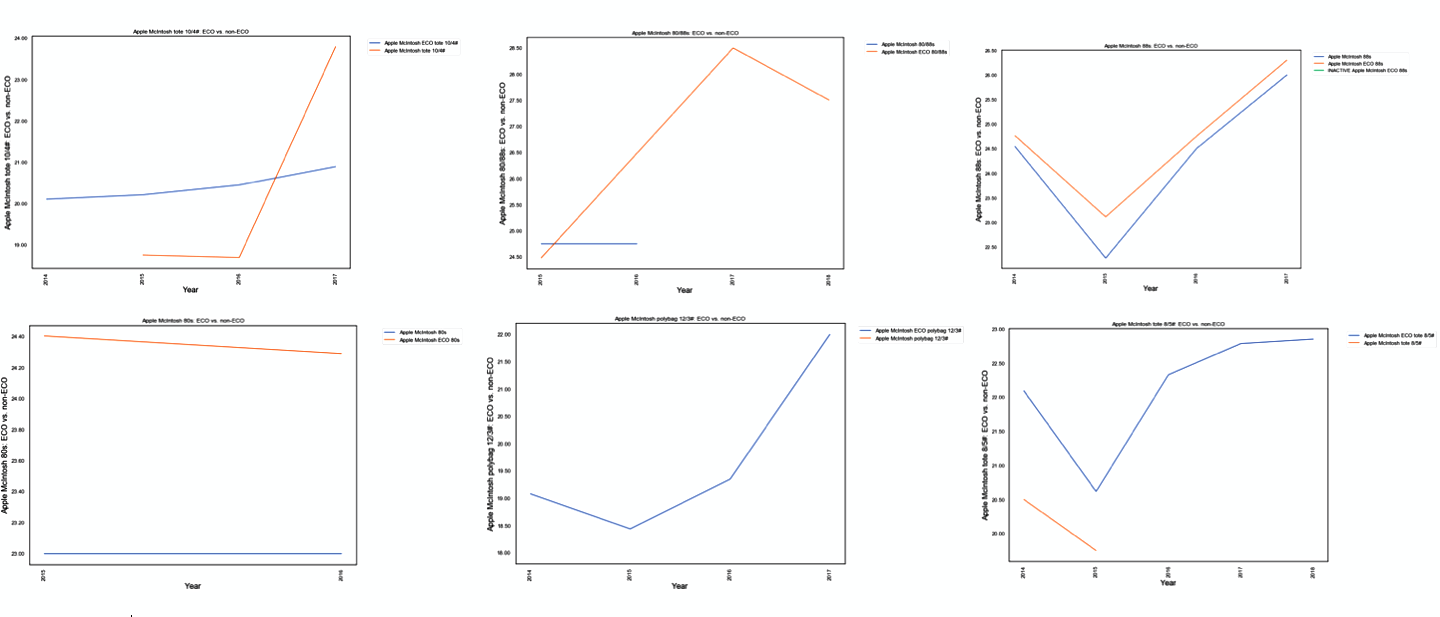 Apple McIntosh tote 10/4# ECO vs. non-ECO
Apple McIntosh ECO tote 10/4#
Apple McIntosh tote 10/4#
Apple McIntosh tote 10/4#: ECO vs. non-ECO
24.00
23.00
22.00
21.00
20.00
19.00
2014
2015
2016
2017
Year
Apple McIntosh 80/88s: ECO vs. non-ECO
Apple McIntosh 80/88s
Apple McIntosh ECO 80/88s
Apple McIntosh 80/88s: ECO vs. non-ECO
28.50
28.00
27.50
27.00
26.50
26.00
25.50
25.00
24.50
2015
2016
2017
2018
Year
Apple McIntosh 88s: ECO vs. non-ECO
Apple McIntosh 88s
Apple McIntosh ECO 88s
INACTIVE Apple McIntosh ECO 88s
Apple McIntosh 88s: ECO vs. non-ECO
26.50
26.00
25.50
25.00
24.50
24.00
23.50
23.00
22.50
2014
2015
2016
2017
Year
Apple McIntosh 80s: ECO vs. non-ECO
Apple McIntosh 80s
Apple McIntosh ECO 80s
Apple McIntosh 80s: ECO vs. non-ECO
24.40
24.20
24.00
23.80
23.60
23.40
23.20
23.00
2015
2016
Year
Apple McIntosh polybag 12/3# ECO vs. non-ECO
Apple McIntosh ECO polybag 12/3#
Apple McIntosh polybag 12/3#
Apple McIntosh polybag 12/3#: ECO vs. non-ECO
22.00
21.50
21.00
20.50
20.00
19.50
19.00
18.50
18.00
2014
2015
2016
2017
Year
Apple McIntosh tote 8/5# ECO vs. non-ECO
Apple McIntosh ECO tote 8/5#
Apple McIntosh tote 8/5#
Apple McIntosh tote 8/5#: ECO vs. non-ECO
23.00
22.50
22.00
21.50
21.00
20.50
20.00
2014
2015
2016
2017
2018
Year